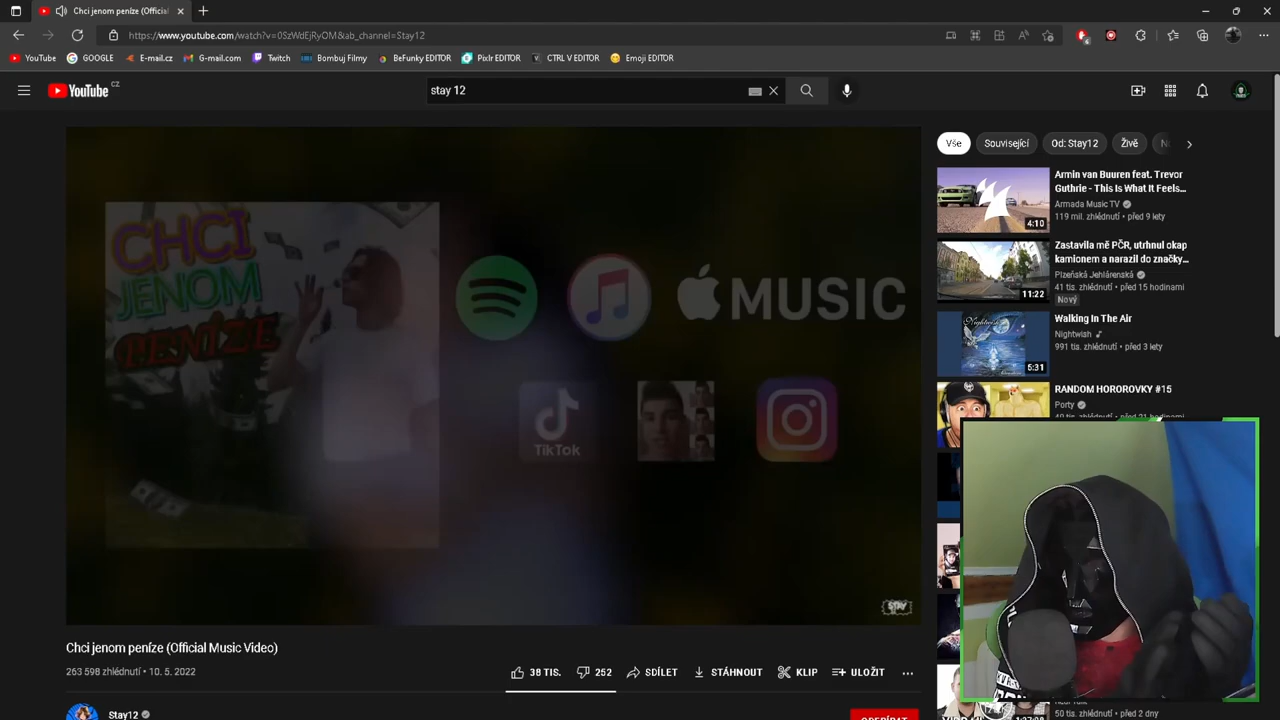 Chci jenom peníze (Official
https://www.youtube.com/watch?v=0SzWdEjRyOM&ab_channel=Stay12
YouTube
GOOGLE
E-mail.cz
G-mail.com
Twitch
Bombuj Filmy
BeFunky EDITOR
Pixlr EDITOR
CTRL V EDITOR
Emoji EDITOR
YouTube CZ
stay 12
Vše
Související
Od: Stay12
Živě
CHCI
JENOM
PENÍZE
MUSIC
TikTok
STAY
Armin van Buuren feat. Trevor
Guthrie - This Is What It Feels...
Armada Music TV
119 mil. zhlédnutí • před 9 lety
4:10
Zastavila mě PČR, utrhnul okap
kamionem a narazil do značky...
Plzeňská Jehlárenská
41 tis. zhlédnutí • před 15 hodinami
Nový
11:22
Walking In The Air
Nightwish
991 tis. zhlédnutí • před 3 lety
5:31
RANDOM HOROROVKY #15
Porty
Chci jenom peníze (Official Music Video)
263 598 zhlédnutí • 10. 5. 2022
38 TIS.
252
SDÍLET
STÁHNOUT
KLIP
ULOŽIT
Stay12
ODEBÍRAT
50 tis. zhlédnutí • před 2 dny